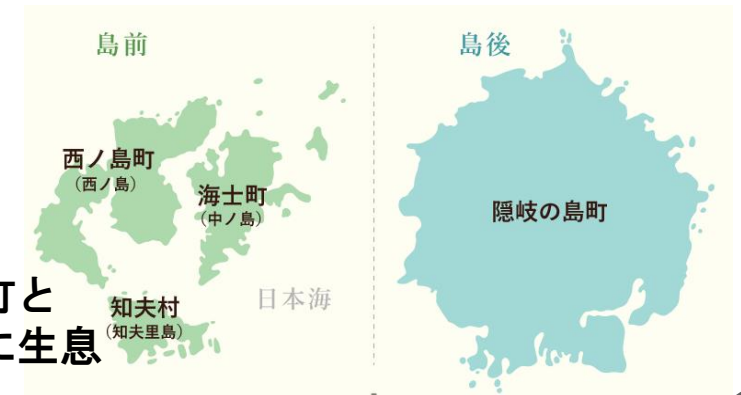 島前
島後
西ノ島町
(西ノ島)
海士町
(中ノ島)
隠岐の島町
日本海
知夫村
(知夫里島)
町と
に生息